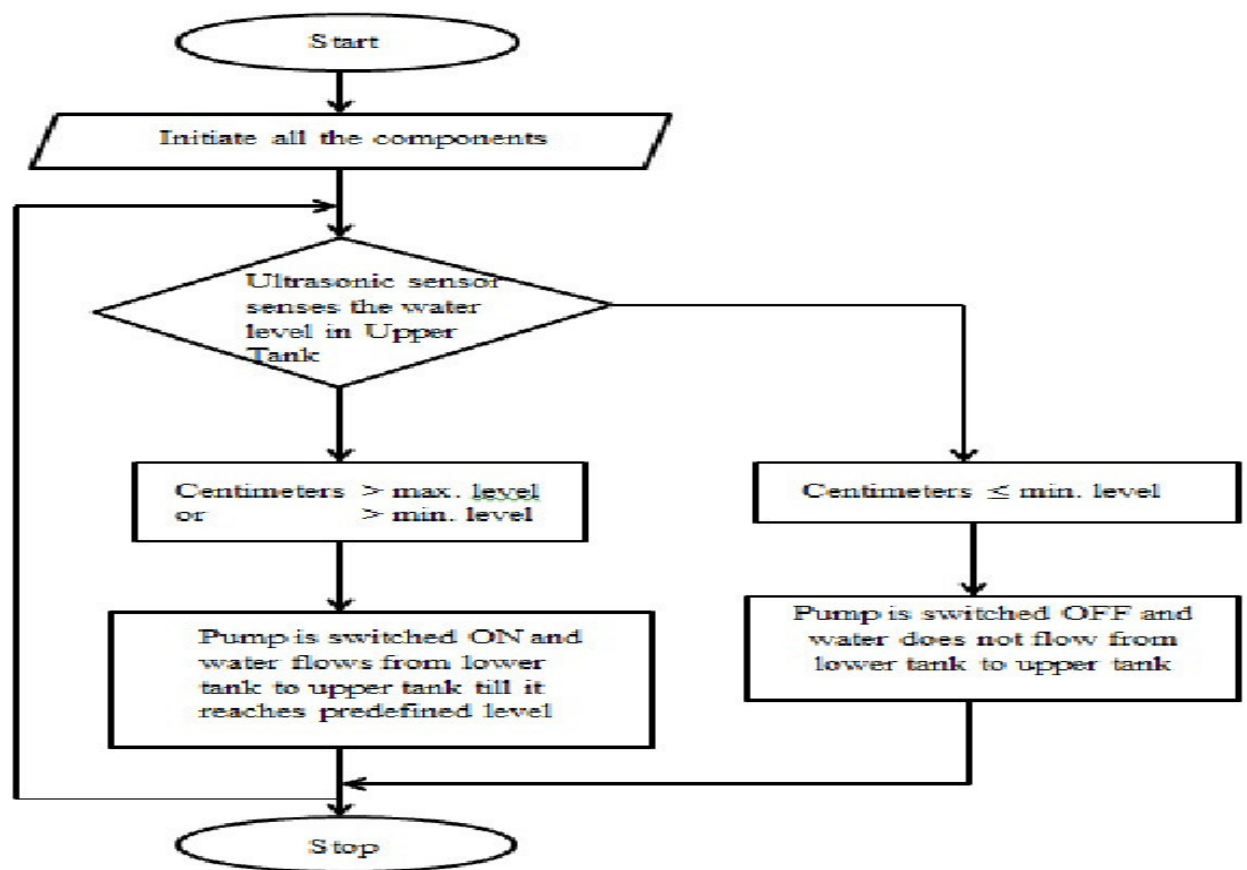 Start
Initiate all the components
Ultrasonic sensor
senses the water
level in Upper
Tank
Centimeters > max. level
or > min. level
Centimeters ≤ min. level
Pump is switched ON and
water flows from lower
tank to upper tank till it
reaches predefined level
Pump is switched OFF and
water does not flow from
lower tank to upper tank
Stop